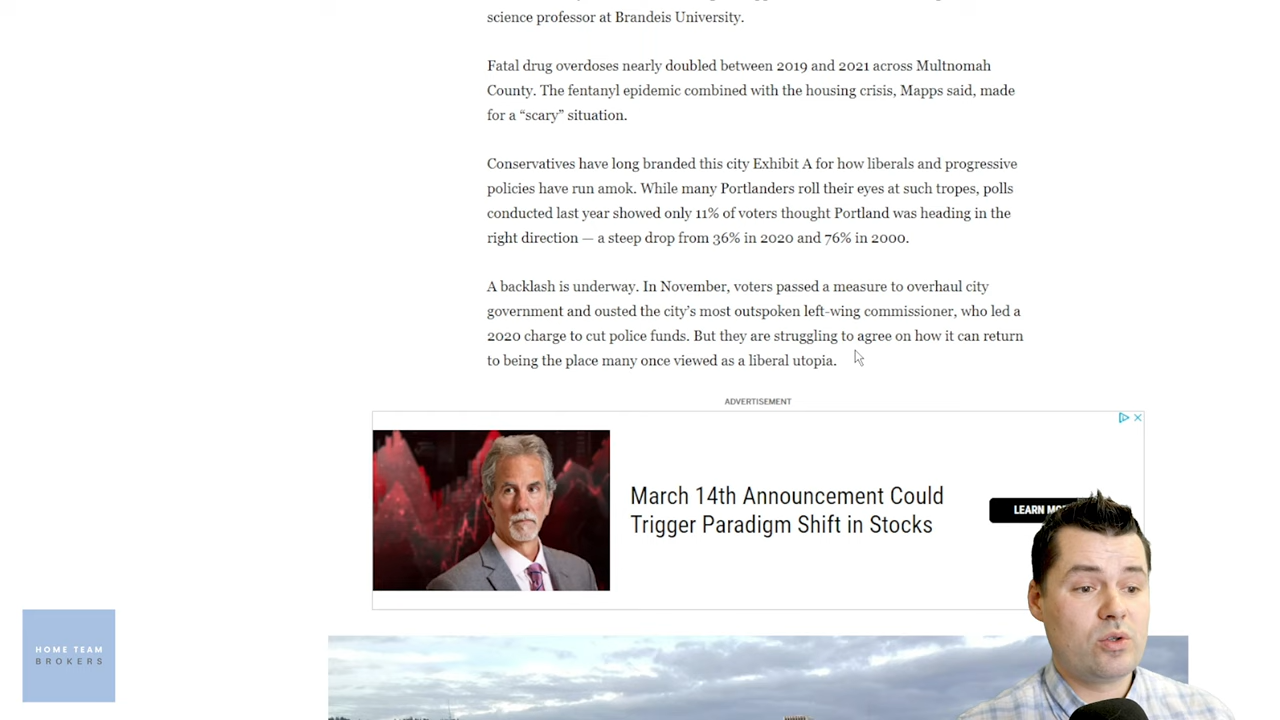 science professor at Brandeis University.
Fatal drug overdoses nearly doubled between 2019 and 2021 across Multnomah
County. The fentanyl epidemic combined with the housing crisis, Mapps said, made
for a “scary” situation.
Conservatives have long branded this city Exhibit A for how liberals and progressive
policies have run amok. While many Portlanders roll their eyes at such tropes, polls
conducted last year showed only 11% of voters thought Portland was heading in the
right direction — a steep drop from 36% in 2020 and 76% in 2000.
A backlash is underway. In November, voters passed a measure to overhaul city
government and ousted the city’s most outspoken left-wing commissioner, who led a
2020 charge to cut police funds. But they are struggling to agree on how it can return
to being the place many once viewed as a liberal utopia.
ADVERTISEMENT
March 14th Announcement Could
Trigger Paradigm Shift in Stocks
LEARN
HOME TEAM
BROKERS